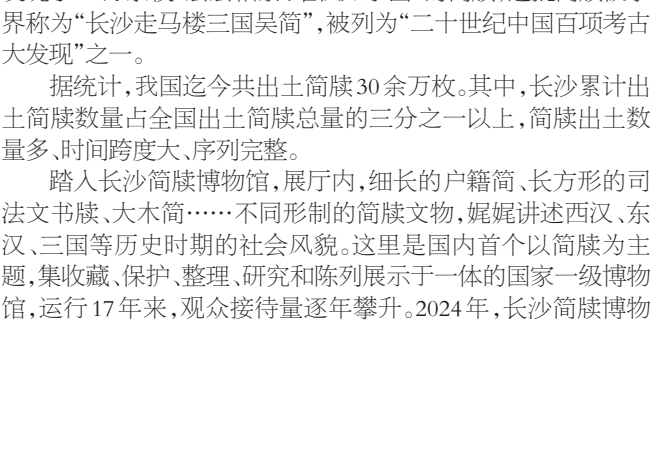 界称为“长沙走马楼三国吴简”,被列为“二十世纪中国百项考古
大发现”之一。
据统计,我国迄今共出土简牍30余万枚。其中,长沙累计出
土简牍数量占全国出土简牍总量的三分之一以上,简牍出土数
量多、时间跨度大、序列完整。
踏入长沙简牍博物馆,展厅内,细长的户籍简、长方形的司
法文书牍、大木简……不同形制的简牍文物,娓娓讲述西汉、东
汉、三国等历史时期的社会风貌。这里是国内首个以简牍为主
题,集收藏、保护、整理、研究和陈列展示于一体的国家一级博物
馆,运行17年来,观众接待量逐年攀升。2024年,长沙简牍博物